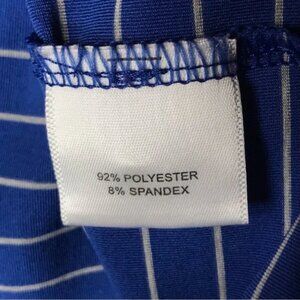 92% POLYESTER
8% SPANDEX